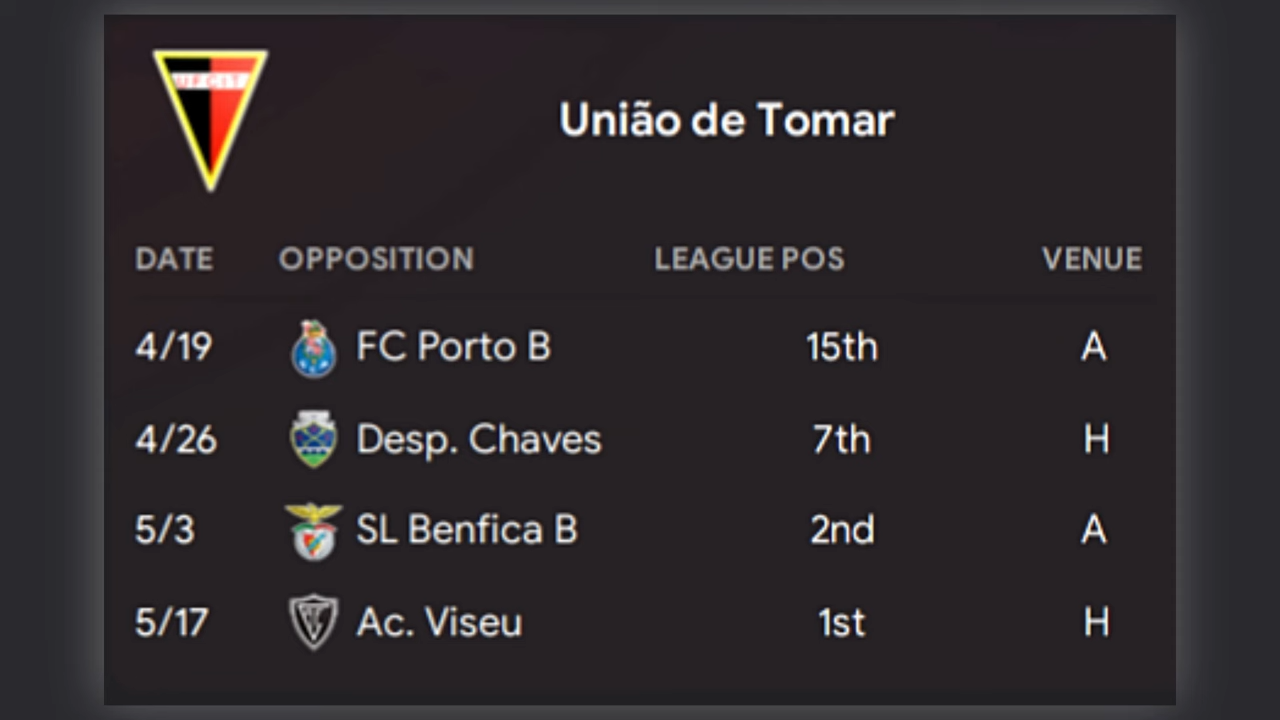 União de Tomar
DATE OPPOSITION LEAGUE POS VENUE
4/19 FC Porto B 15th A
4/26 Desp. Chaves 7th H
5/3 SL Benfica B 2nd A
5/17 Ac. Viseu 1st H